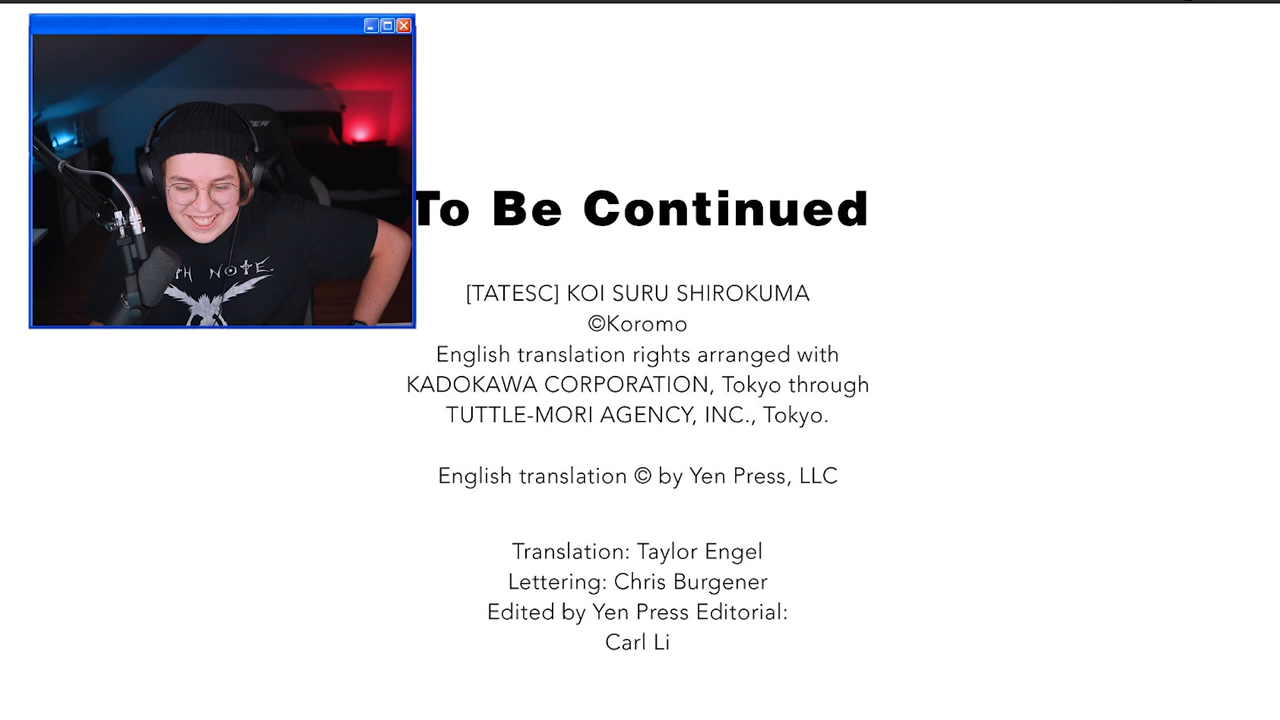 To Be Continued
[TATESC] KOI SURU SHIROKUMA
©Koromo
English translation rights arranged with
KADOKAWA CORPORATION, Tokyo through
TUTTLE-MORI AGENCY, INC., Tokyo.
English translation © by Yen Press, LLC
Translation: Taylor Engel
Lettering: Chris Burgener
Edited by Yen Press Editorial:
Carl Li
NOTE